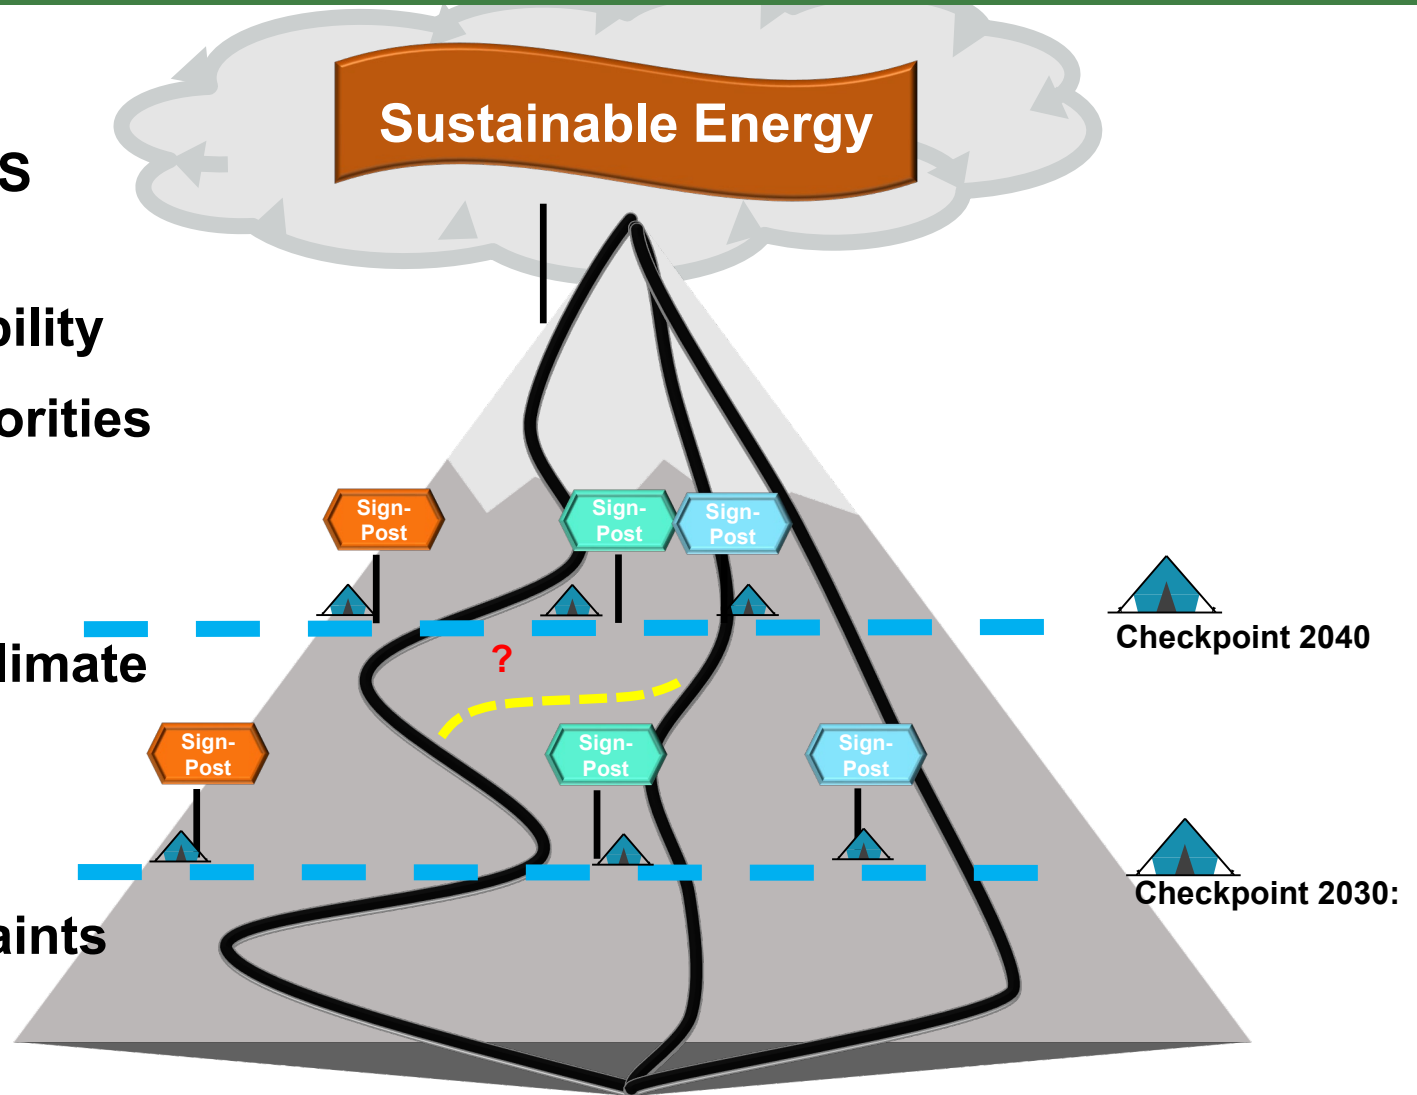 Sustainable Energy
s
bility
orities
Sign-
Post
Sign-
Post
Sign-
Post
Checkpoint 2040
?
limate
Sign-
Post
Sign-
Post
Sign-
Post
Checkpoint 2030:
aints